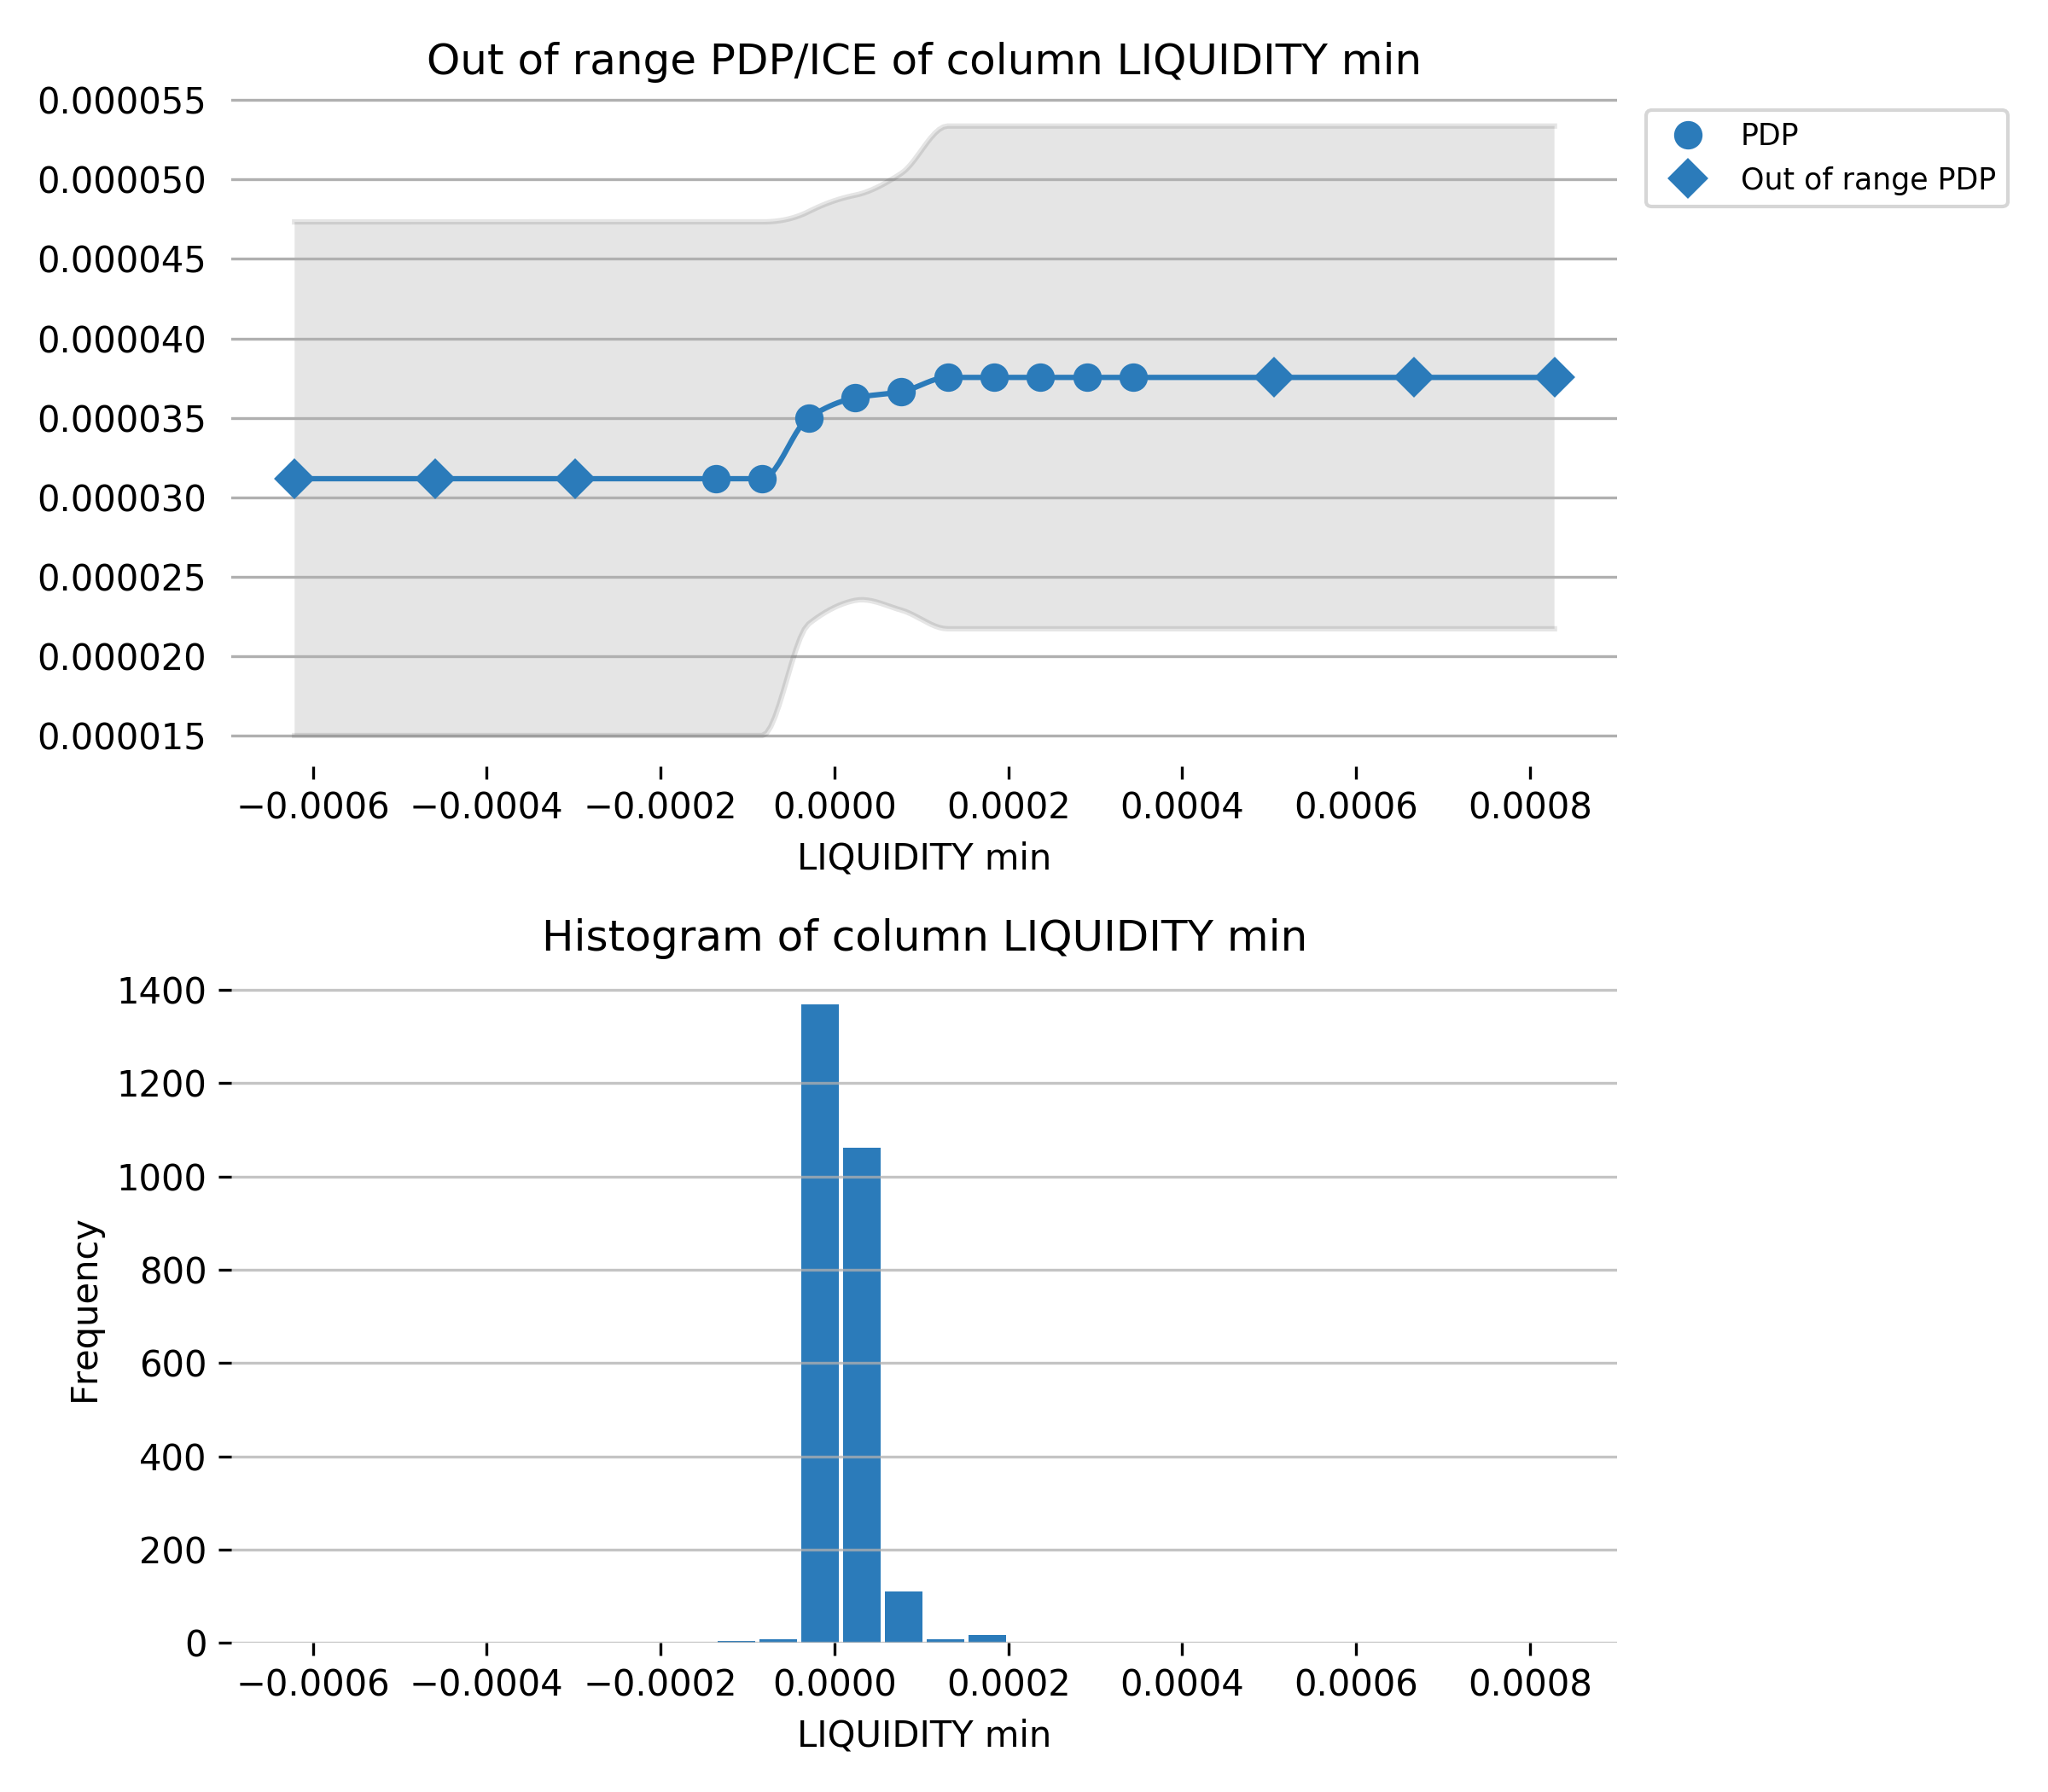 Out of range PDP/ICE of column LIQUIDITY min
0.000055
0.000050
0.000045
0.000040
0.000035
0.000030
0.000025
0.000020
0.000015
PDP
Out of range PDP
−0.0006 −0.0004 −0.0002 0.0000 0.0002 0.0004 0.0006 0.0008
LIQUIDITY min
Histogram of column LIQUIDITY min
1400
1200
1000
800
600
400
200
0
Frequency
−0.0006 −0.0004 −0.0002 0.0000 0.0002 0.0004 0.0006 0.0008
LIQUIDITY min